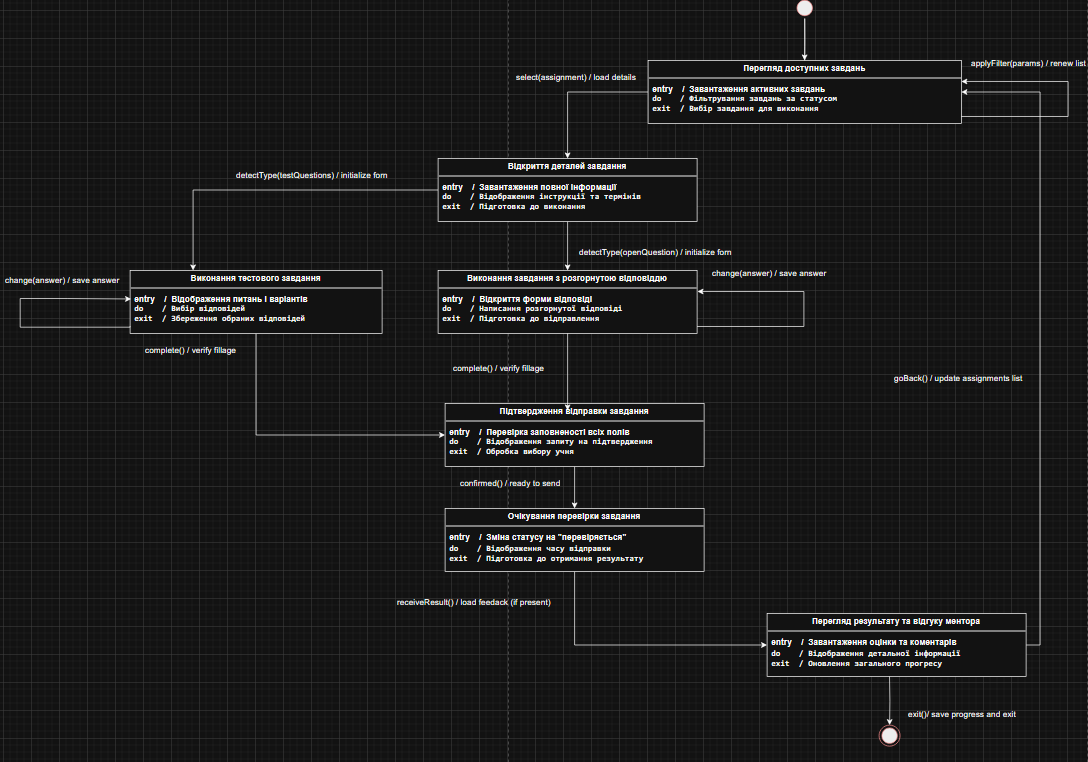 Перегляд доступних завдань
applyFilter(params) / renew list
select(assignment) / load details
entry / Завантаження активних завдань
do / Фільтрування завдань за статусом
exit / Вибір завдання для виконання
Відкриття деталей завдання
detectType(testQuestions) / initialize forn
entry / Завантаження повної інформації
do / Відображення інструкції та термінів
exit / Підготовка до виконання
detectType(openQuestion) / initialize forn
change(answer) / save answer
Виконання тестового завдання
entry / Відображення питань і варіантів
do / Вибір відповідей
exit / Збереження обраних відповідей
Виконання завдання з розгорнутою відповіддю
change(answer) / save answer
entry / Відкриття форми відповіді
do / Написання розгорнутої відповіді
exit / Підготовка до відправлення
complete() / verify fillage
complete() / verify fillage
goBack() / update assignments list
Підтвердження відправки завдання
entry / Перевірка заповненості всіх полів
do / Відображення запиту на підтвердження
exit / Обробка вибору учня
confirmed() / ready to send
Очікування перевірки завдання
entry / Зміна статусу на "перевіряється"
do / Відображення часу відправки
exit / Підготовка до отримання результату
receiveResult() / load feedack (if present)
Перегляд результату та відгуку ментора
entry / Завантаження оцінки та коментарів
do / Відображення детальної інформації
exit / Оновлення загального прогресу
exit()/ save progress and exit